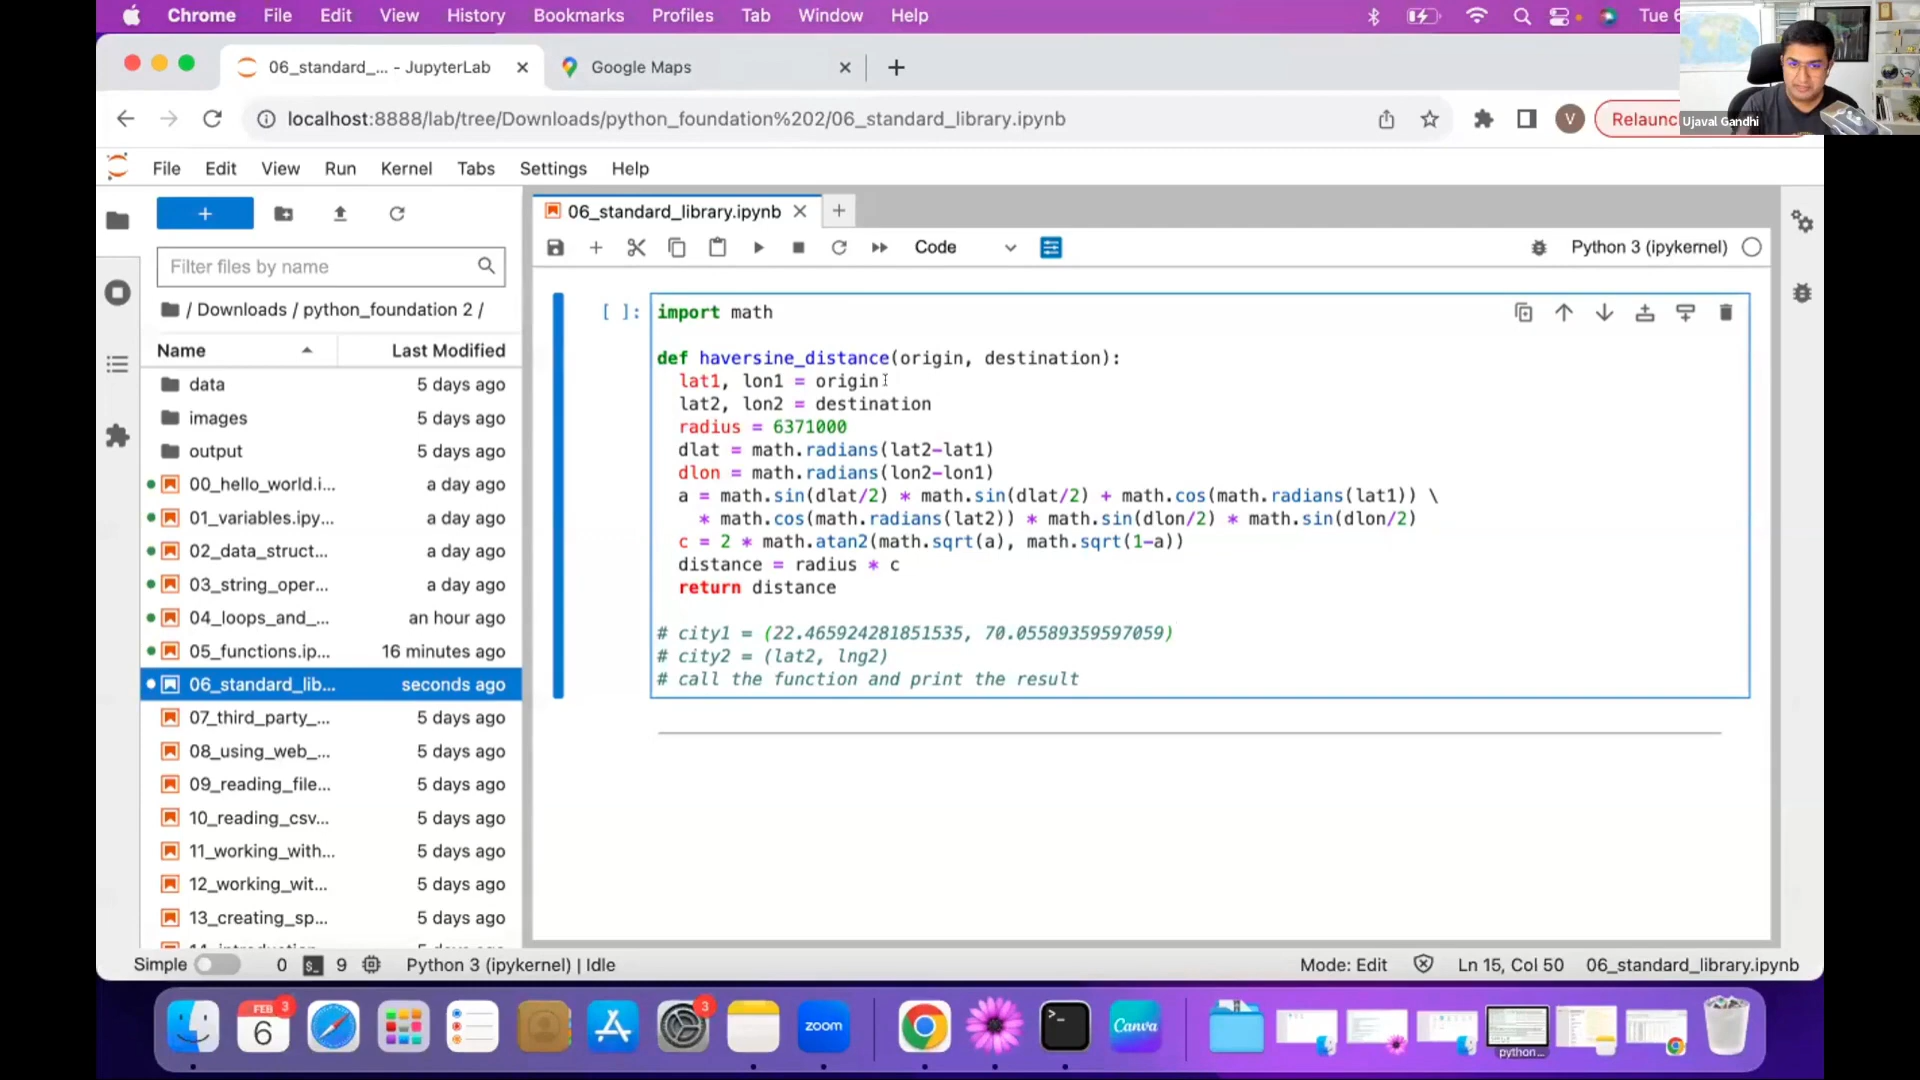 Chrome File Edit View History Bookmarks Profiles Tab Window Help
Tue 6
06_standard_... - JupyterLab
Google Maps
localhost:8888/lab/tree/Downloads/python_foundation%202/06_standard_library.ipynb
V
Relaunc
Ujaval Gandhi
File Edit View Run Kernel Tabs Settings Help
06_standard_library.ipynb
Filter files by name
Code
Python 3 (ipykernel)
/ Downloads / python_foundation 2 /
Name Last Modified
data 5 days ago
images 5 days ago
output 5 days ago
00_hello_world.i... a day ago
01_variables.ipy... a day ago
02_data_struct... a day ago
03_string_oper... a day ago
04_loops_and_... an hour ago
05_functions.ip... 16 minutes ago
06_standard_lib... seconds ago
07_third_party_... 5 days ago
08_using_web_... 5 days ago
09_reading_file... 5 days ago
10_reading_csv... 5 days ago
11_working_with... 5 days ago
12_working_wit... 5 days ago
13_creating_sp... 5 days ago
[ ]: import math
def haversine_distance(origin, destination):
lat1, lon1 = origin
lat2, lon2 = destination
radius = 6371000
dlat = math.radians(lat2-lat1)
dlon = math.radians(lon2-lon1)
a = math.sin(dlat/2) * math.sin(dlat/2) + math.cos(math.radians(lat1)) \
* math.cos(math.radians(lat2)) * math.sin(dlon/2) * math.sin(dlon/2)
c = 2 * math.atan2(math.sqrt(a), math.sqrt(1-a))
distance = radius * c
return distance
# city1 = (22.465924281851535, 70.05589359597059)
# city2 = (lat2, lng2)
# call the function and print the result
Simple 0 9 Python 3 (ipykernel) | Idle
Mode: Edit Ln 15, Col 50 06_standard_library.ipynb
FEB 3
6
3
zoom
Canva
python...